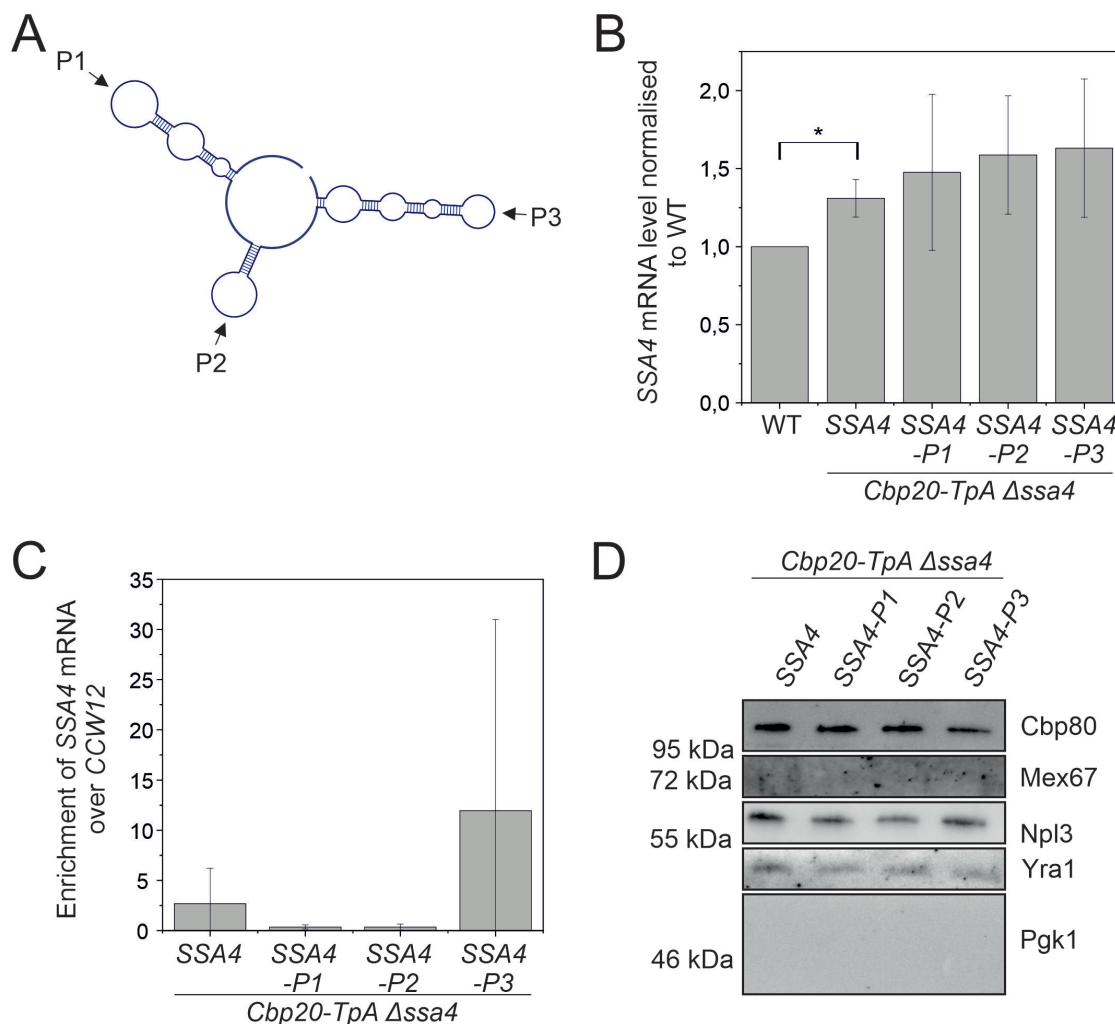 A
P1
P2
P3
B
SSA4 mRNA level normalised
to WT
2,0
1,5
1,0
0,5
0,0
*
WT
SSA4
SSA4
-P1
SSA4
-P2
SSA4
-P3
Cbp20-TpA Δssa4
C
Enrichment of SSA4 mRNA
over CCW12
35
30
25
20
15
10
5
0
SSA4
SSA4
-P1
SSA4
-P2
SSA4
-P3
Cbp20-TpA Δssa4
D
Cbp20-TpA Δssa4
SSA4
SSA4-P1
SSA4-P2
SSA4-P3
95 kDa
72 kDa
55 kDa
46 kDa
Cbp80
Mex67
Npl3
Yra1
Pgk1